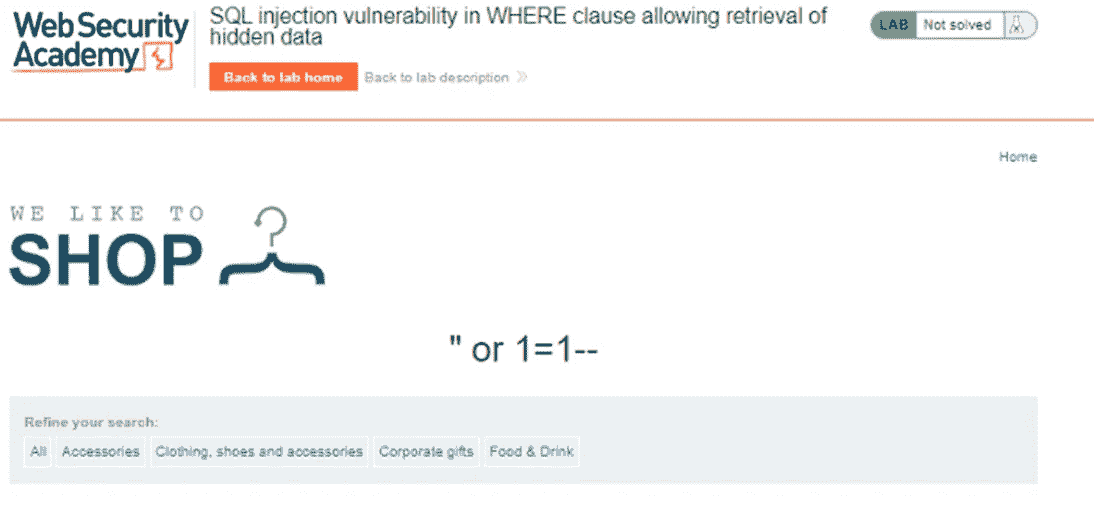 WebSecurity
Academy
SQL injection vulnerability in WHERE clause allowing retrieval of
hidden data
Back to lab home
Back to lab description
LAB
Not solved
Home
WE LIKE TO
SHOP
" or 1=1--
Refine your search:
All
Accessories
Clothing, shoes and accessories
Corporate gifts
Food & Drink